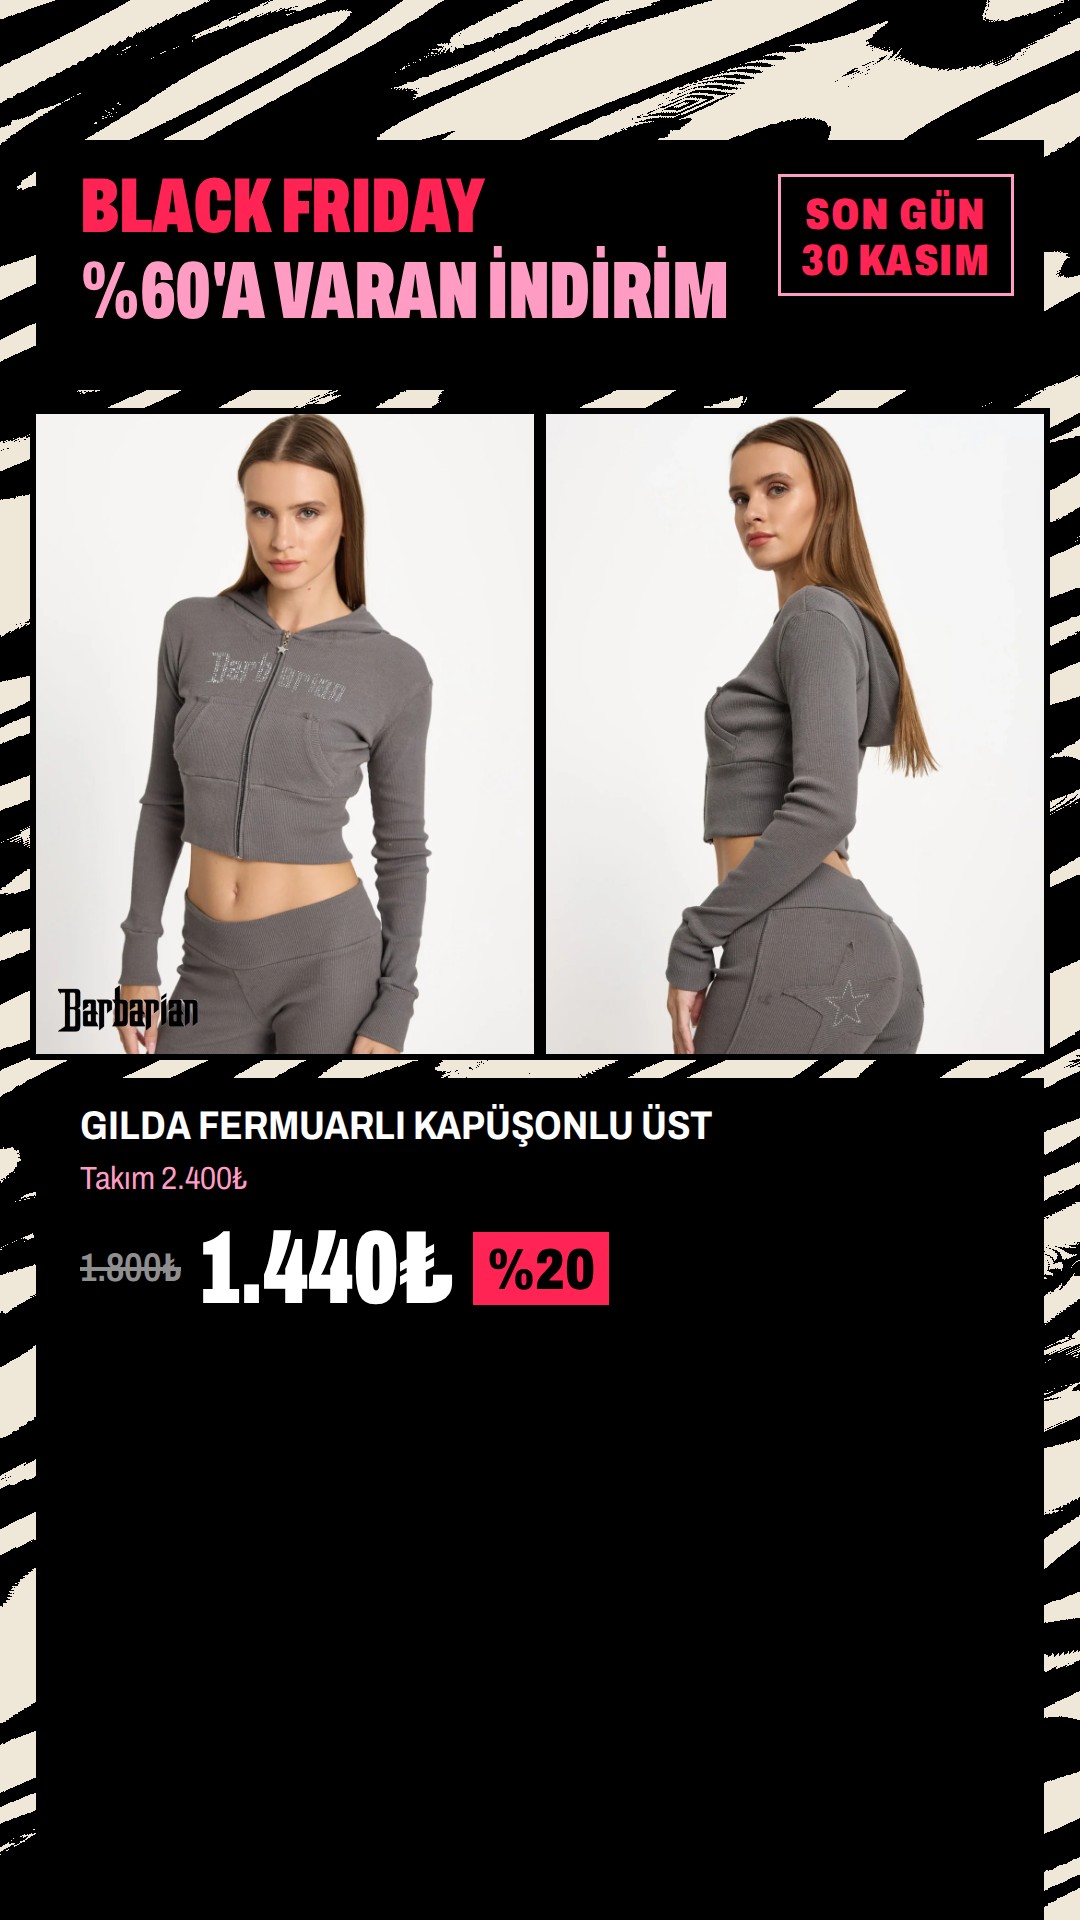 BLACK FRIDAY
%60'A VARAN İNDİRİM
SON GÜN
30 KASIM
Barbarian
Barbarian
GILDA FERMUARLI KAPÜŞONLU ÜST
Takım 2.400₺
1.800₺ 1.440₺ %20